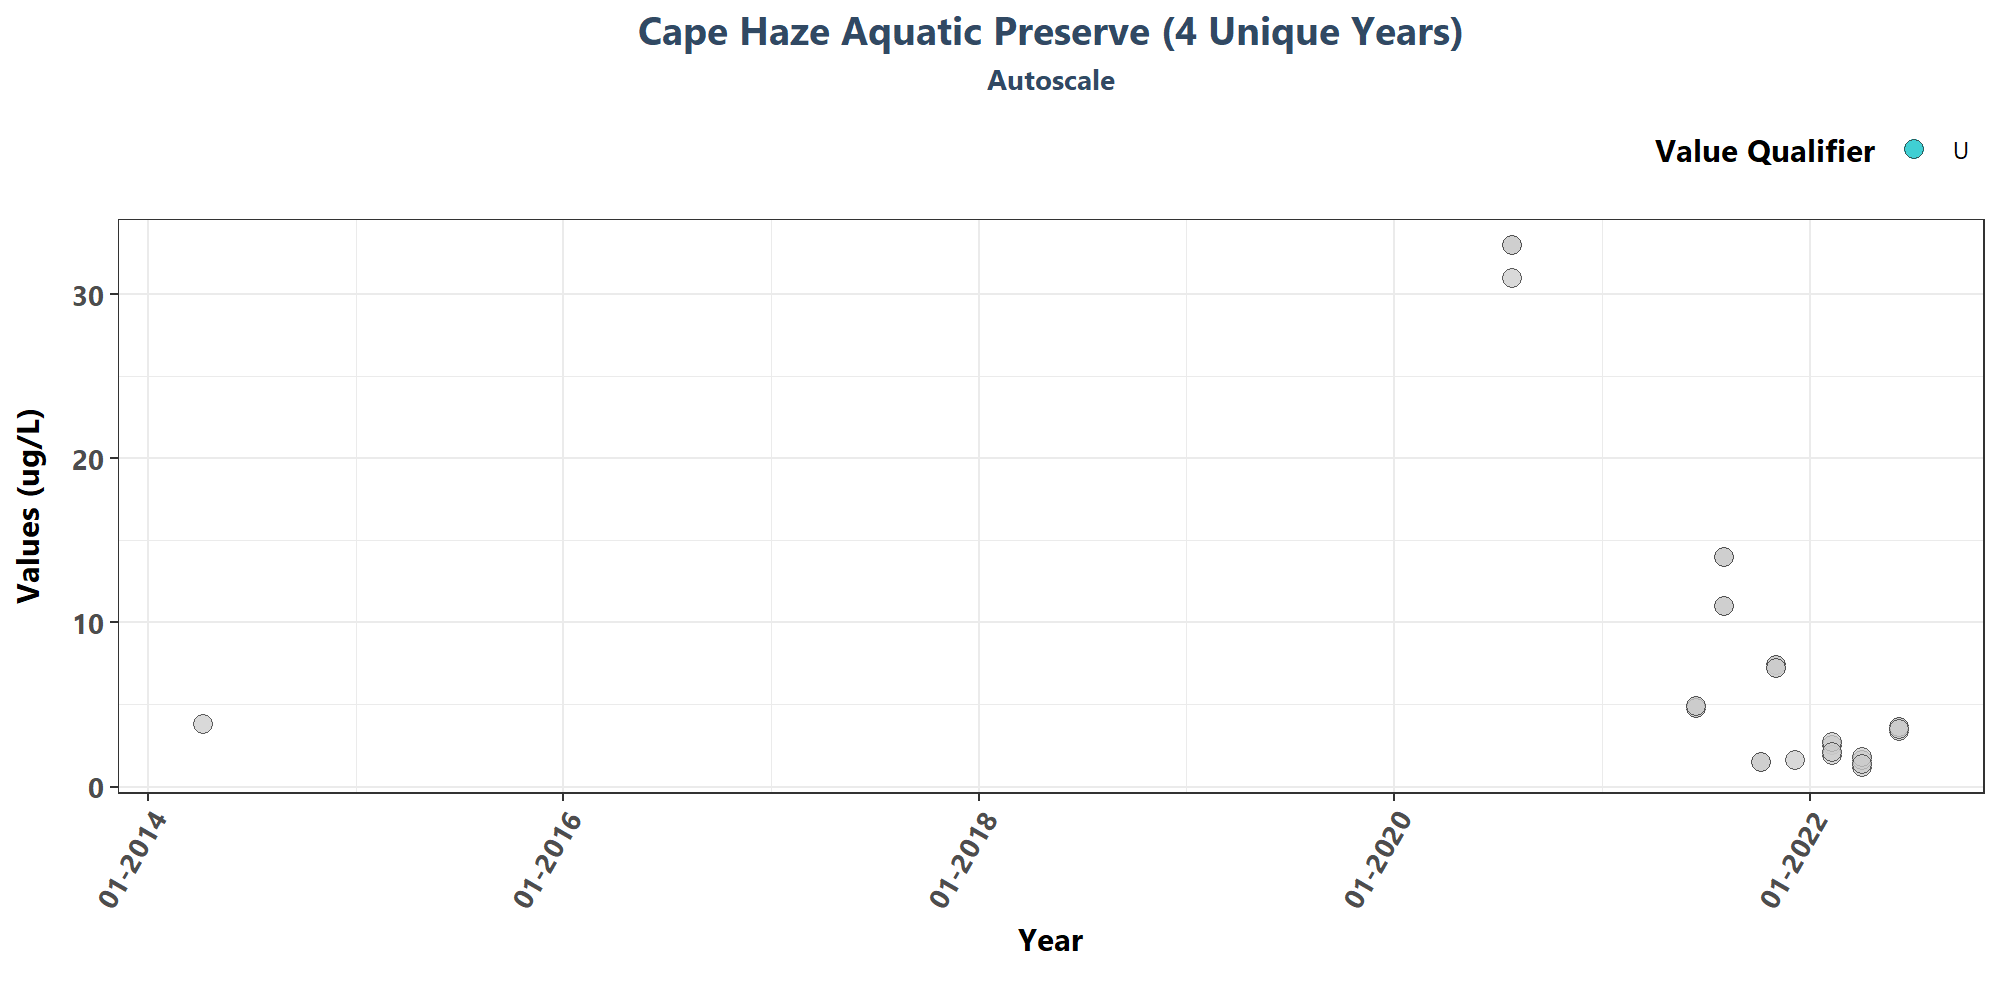 Cape Haze Aquatic Preserve (4 Unique Years)
Autoscale
Value Qualifier U
Values (ug/L)
30
20
10
0
01-2014 01-2016 01-2018 01-2020 01-2022
Year